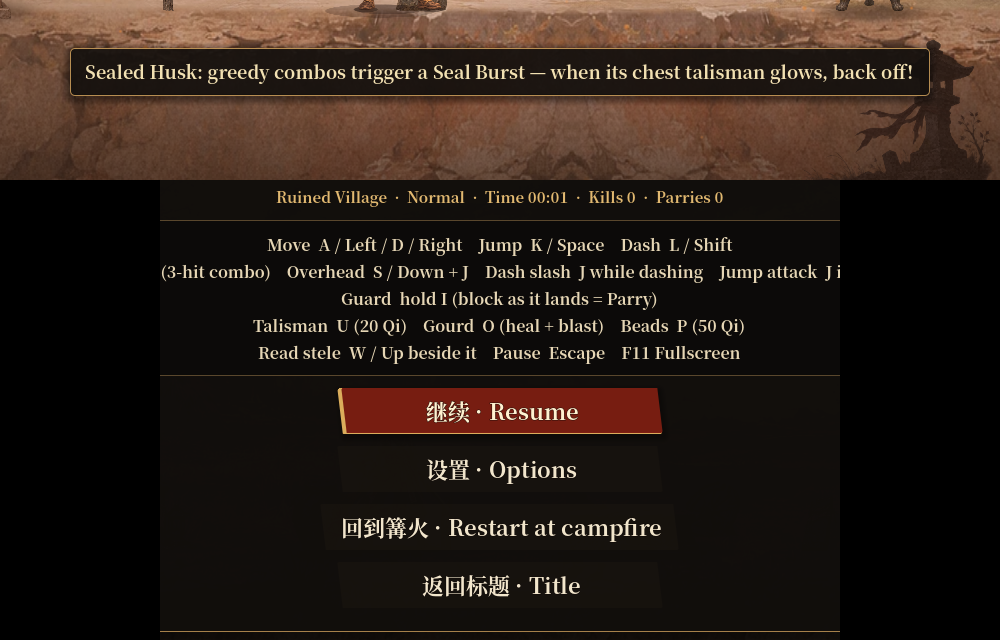 Sealed Husk: greedy combos trigger a Seal Burst — when its chest talisman glows, back off!
Ruined Village · Normal · Time 00:01 · Kills 0 · Parries 0
Move A / Left / D / Right Jump K / Space Dash L / Shift
(3-hit combo) Overhead S / Down + J Dash slash J while dashing Jump attack J i
Guard hold I (block as it lands = Parry)
Talisman U (20 Qi) Gourd O (heal + blast) Beads P (50 Qi)
Read stele W / Up beside it Pause Escape F11 Fullscreen
继续 · Resume
设置 · Options
回到篝火 · Restart at campfire
返回标题 · Title